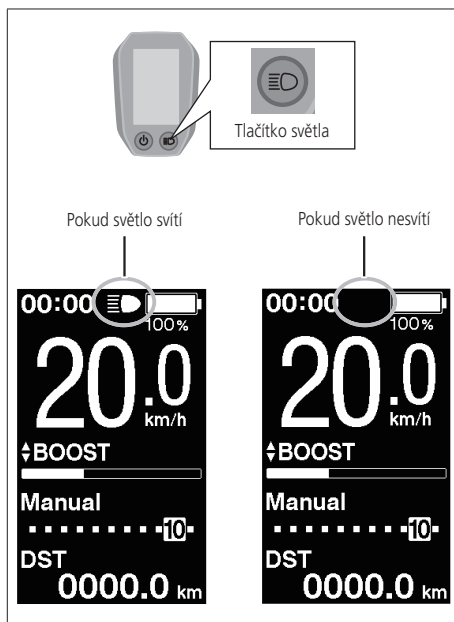 Tlačítko světla
Pokud světlo svítí
Pokud světlo nesvítí
00:00
100%
20.0
km/h
BOOST
Manual
10
DST
0000.0 km
00:00
100%
20.0
km/h
BOOST
Manual
10
DST
0000.0 km